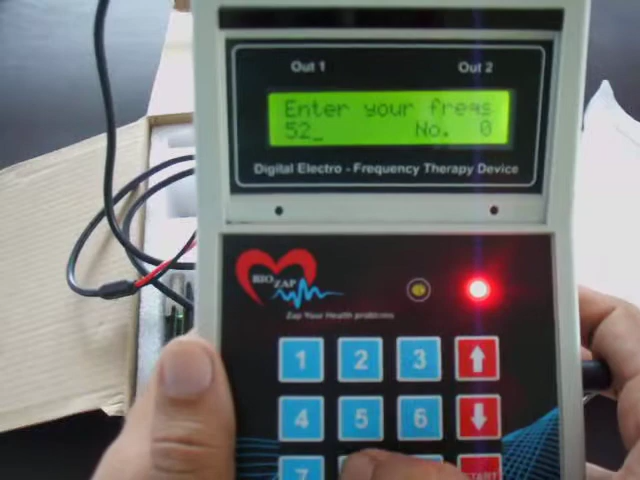 Out 1 Out 2
Enter your freqs
52_ No. 0
Digital Electro - Frequency Therapy Device
BIO ZAP
Zap Your Health problems
1 2 3
4 5 6
7
START